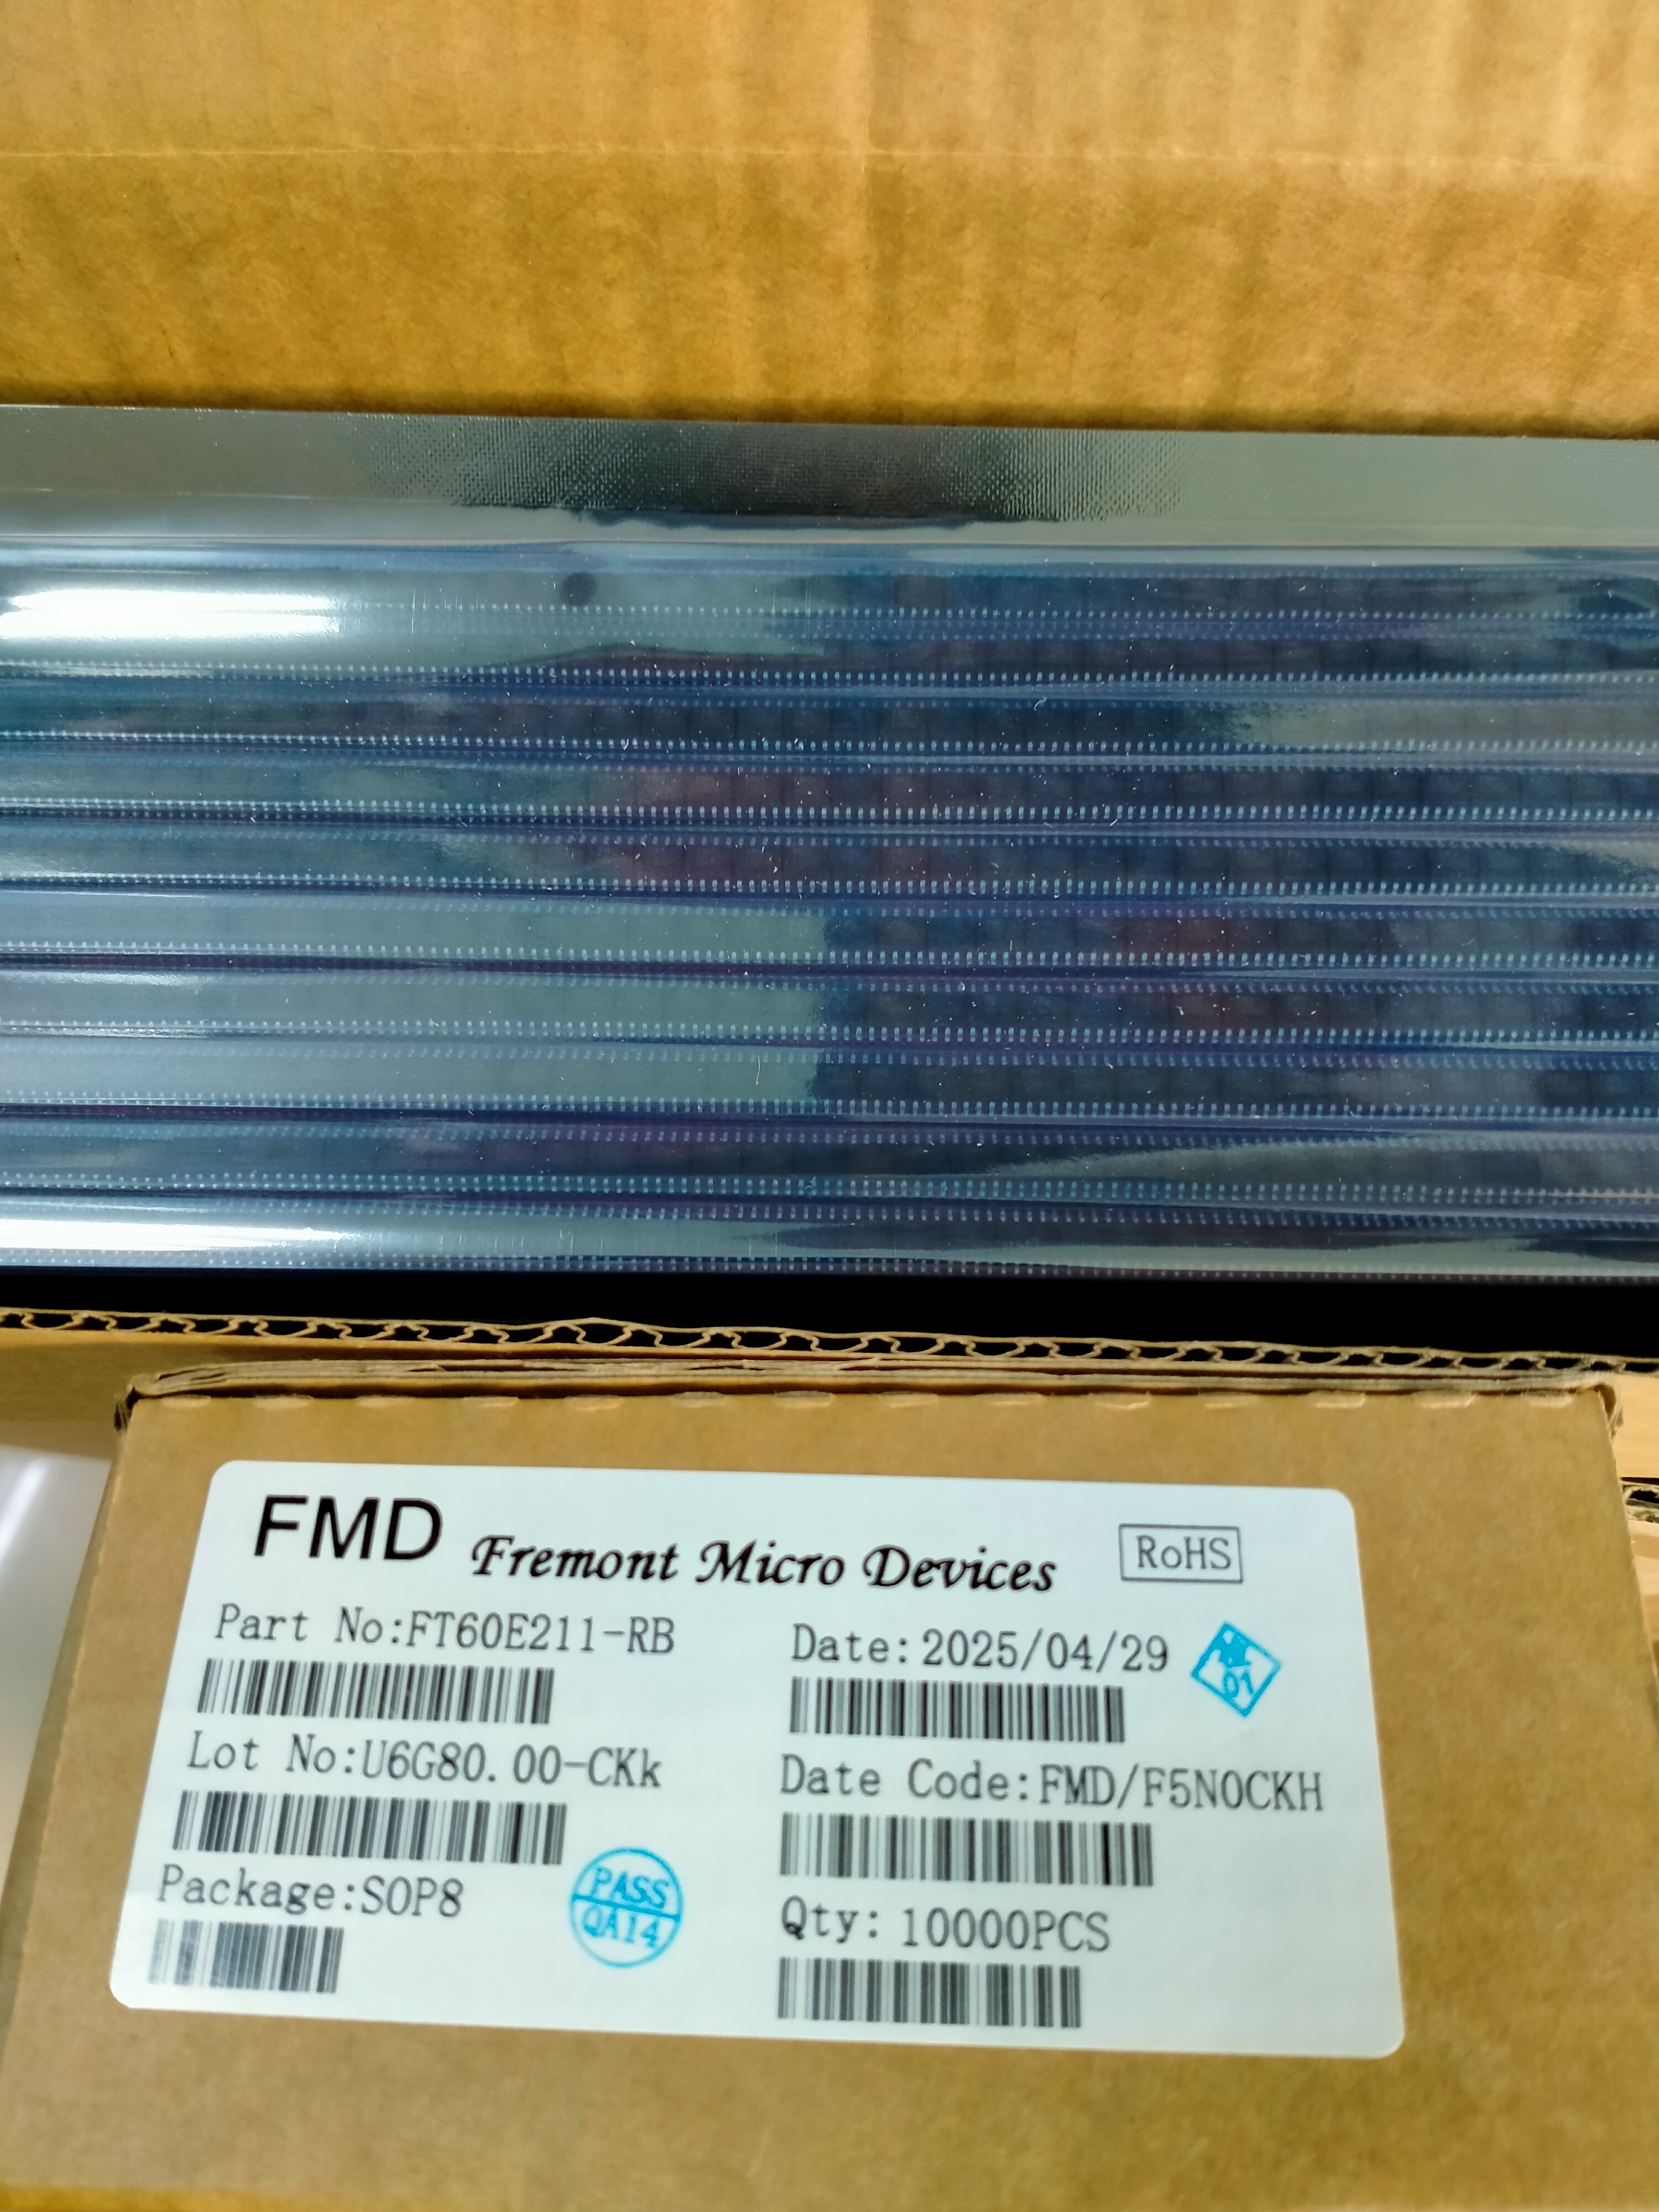 FMD Fremont Micro Devices RoHS
Part No:FT60E211-RB
Date:2025/04/29
01
Lot No:U6G80.00-CKk
Date Code:FMD/F5N0CKH
Package:SOP8
PASS
QA14
Qty: 10000PCS